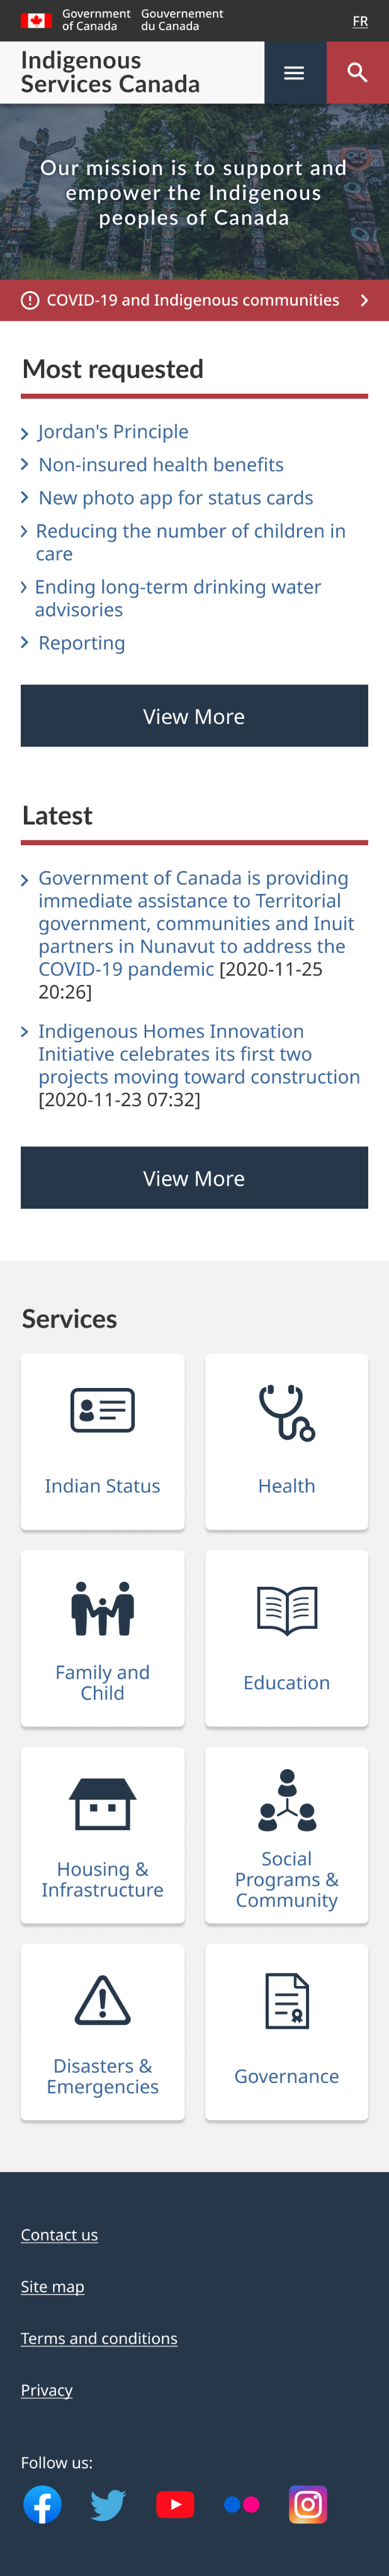 Government of Canada
Gouvernement du Canada
FR
Indigenous
Services Canada
Our mission is to support and
empower the Indigenous
peoples of Canada
COVID-19 and Indigenous communities
Most requested
Jordan's Principle
Non-insured health benefits
New photo app for status cards
Reducing the number of children in
care
Ending long-term drinking water
advisories
Reporting
View More
Latest
Government of Canada is providing
immediate assistance to Territorial
government, communities and Inuit
partners in Nunavut to address the
COVID-19 pandemic [2020-11-25
20:26]
Indigenous Homes Innovation
Initiative celebrates its first two
projects moving toward construction
[2020-11-23 07:32]
View More
Services
Indian Status
Health
Family and
Child
Education
Housing &
Infrastructure
Social
Programs &
Community
Disasters &
Emergencies
Governance
Contact us
Site map
Terms and conditions
Privacy
Follow us: